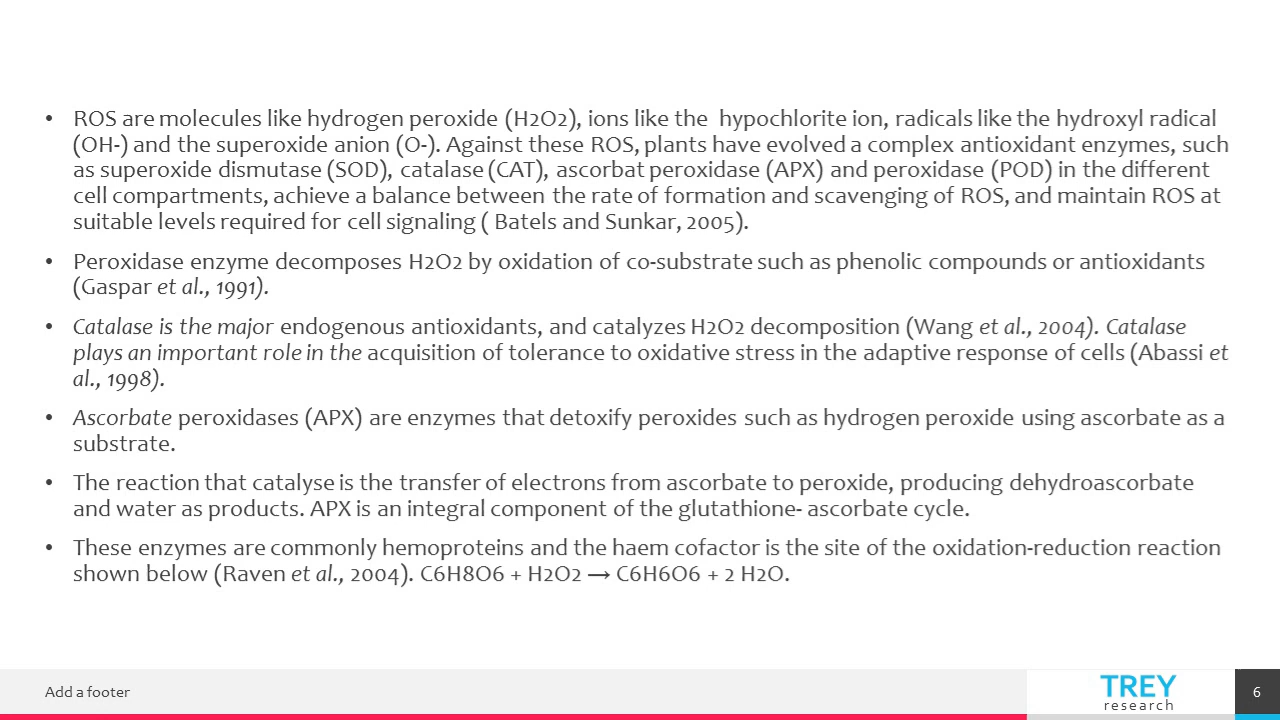 • ROS are molecules like hydrogen peroxide (H2O2), ions like the  hypochlorite ion, radicals like the hydroxyl radical
(OH-) and the superoxide anion (O-). Against these ROS, plants have evolved a complex antioxidant enzymes, such
as superoxide dismutase (SOD), catalase (CAT), ascorbat peroxidase (APX) and peroxidase (POD) in the different
cell compartments, achieve a balance between the rate of formation and scavenging of ROS, and maintain ROS at
suitable levels required for cell signaling ( Batels and Sunkar, 2005).
• Peroxidase enzyme decomposes H2O2 by oxidation of co-substrate such as phenolic compounds or antioxidants
(Gaspar et al., 1991).
• Catalase is the major endogenous antioxidants, and catalyzes H2O2 decomposition (Wang et al., 2004). Catalase
plays an important role in the acquisition of tolerance to oxidative stress in the adaptive response of cells (Abassi et
al., 1998).
• Ascorbate peroxidases (APX) are enzymes that detoxify peroxides such as hydrogen peroxide using ascorbate as a
substrate.
• The reaction that catalyse is the transfer of electrons from ascorbate to peroxide, producing dehydroascorbate
and water as products. APX is an integral component of the glutathione- ascorbate cycle.
• These enzymes are commonly hemoproteins and the haem cofactor is the site of the oxidation-reduction reaction
shown below (Raven et al., 2004). C6H8O6 + H2O2 → C6H6O6 + 2 H2O.
Add a footer
TREY
research
6